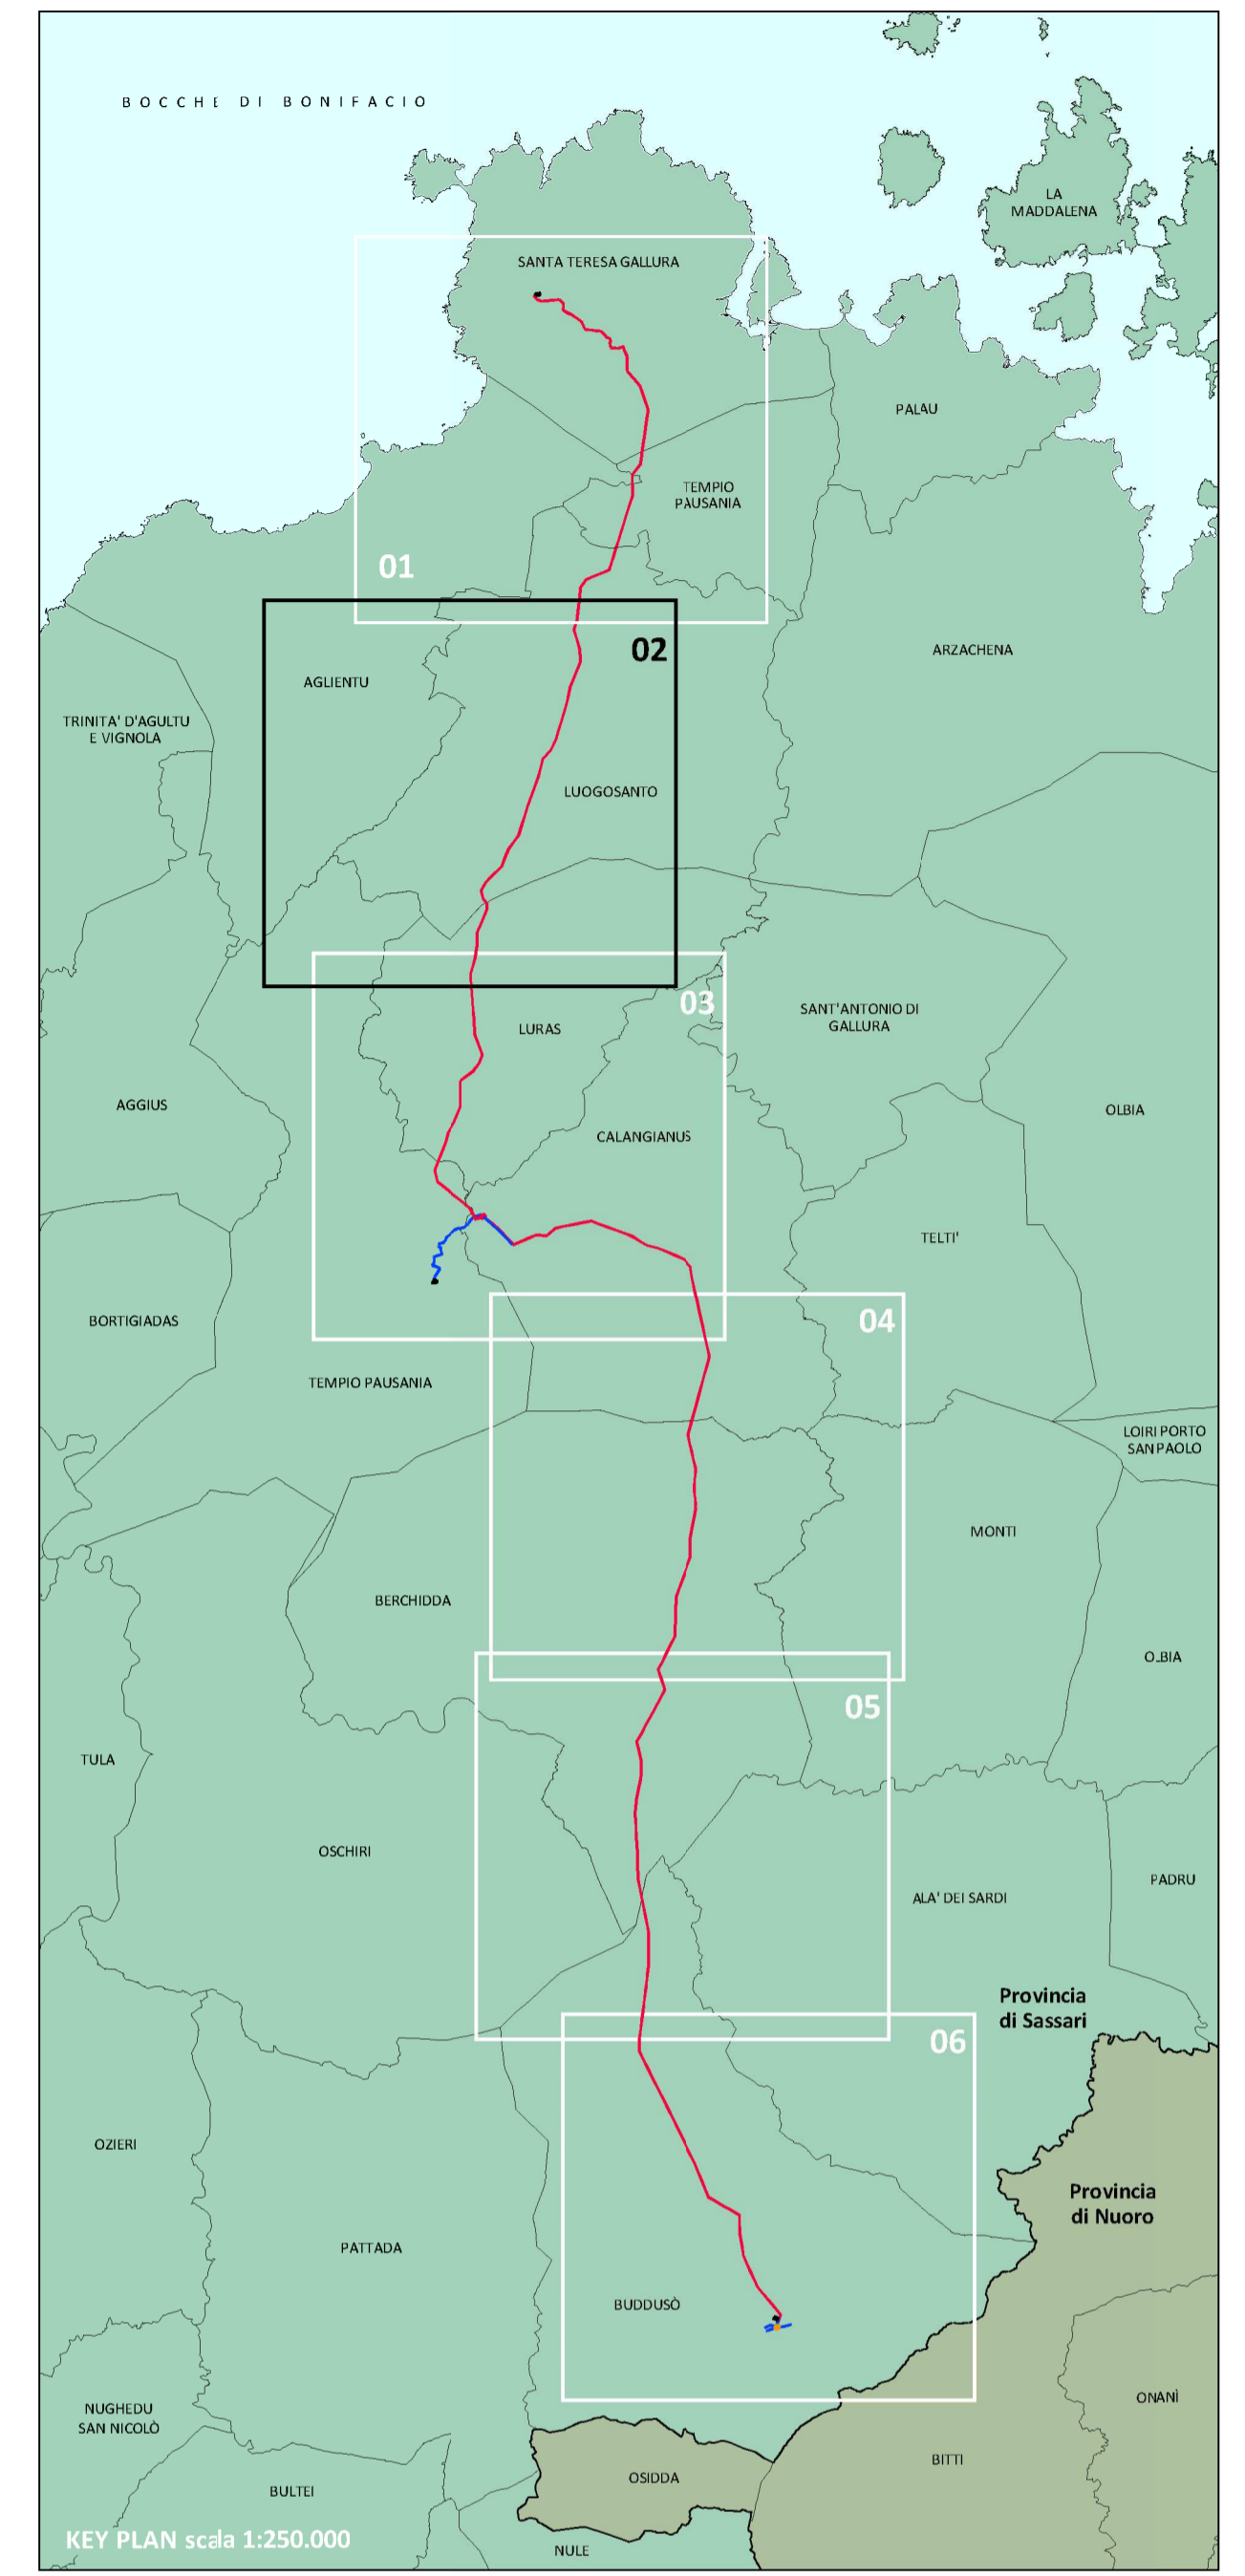 BOCCHE DI BONIFACIO
LA
MADDALENA
SANTA TERESA GALLURA
PALAU
TEMPIO
PAUSANIA
01
02
ARZACHENA
AGLIENTU
TRINITA' D'AGULTU
E VIGNOLA
LUOGOSANTO
03
SANT'ANTONIO DI
GALLURA
LURAS
AGGIUS
OLBIA
CALANGIANUS
TELTI'
BORTIGIADAS
04
TEMPIO PAUSANIA
LOIRI PORTO
SAN PAOLO
MONTI
BERCHIDDA
OLBIA
05
TULA
OSCHIRI
PADRU
ALA' DEI SARDI
Provincia
di Sassari
06
OZIERI
Provincia
di Nuoro
PATTADA
BUDDUSÒ
ONANÌ
NUGHEDU
SAN NICOLÒ
BITTI
OSIDDA
BULTEI
KEY PLAN scala 1:250.000
NULE